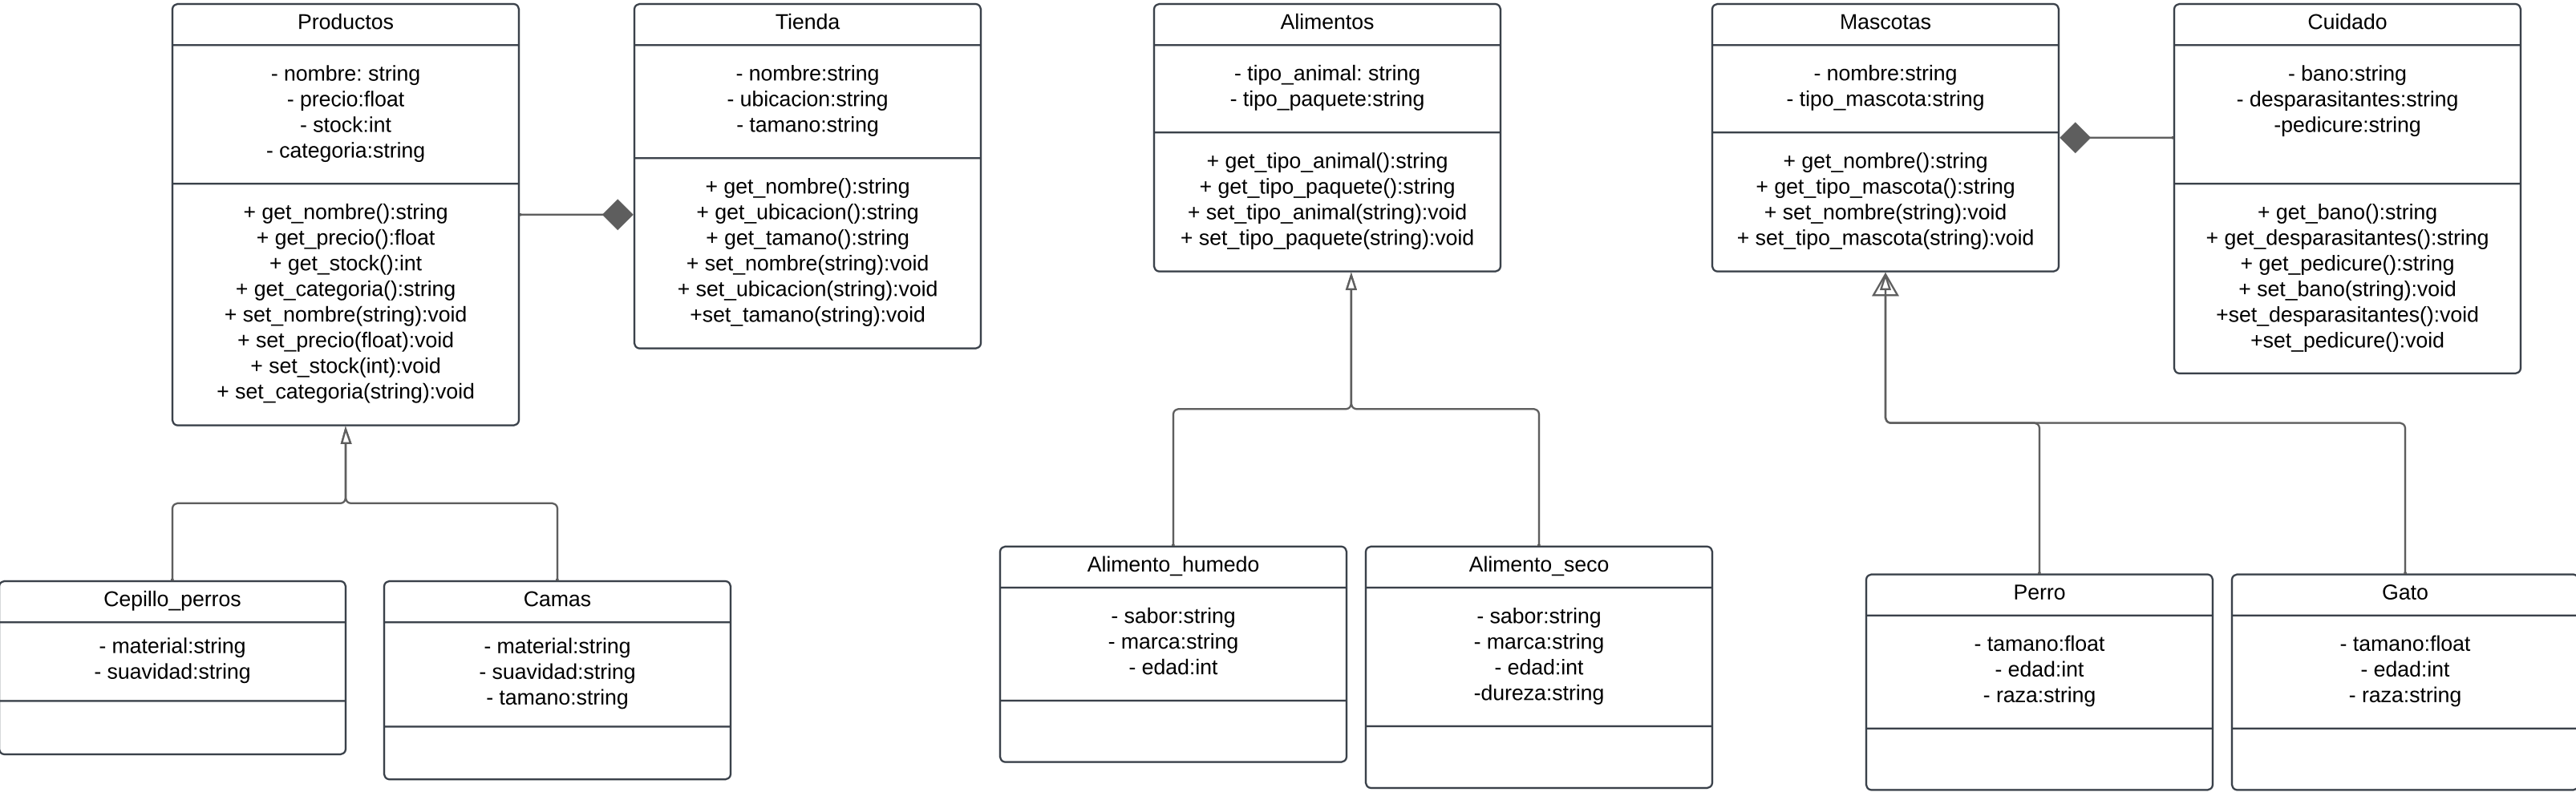 Productos
- nombre: string
- precio:float
- stock:int
- categoria:string
+ get_nombre():string
+ get_precio():float
+ get_stock():int
+ get_categoria():string
+ set_nombre(string):void
+ set_precio(float):void
+ set_stock(int):void
+ set_categoria(string):void
Tienda
- nombre:string
- ubicacion:string
- tamano:string
+ get_nombre():string
+ get_ubicacion():string
+ get_tamano():string
+ set_nombre(string):void
+ set_ubicacion(string):void
+set_tamano(string):void
Alimentos
- tipo_animal: string
- tipo_paquete:string
+ get_tipo_animal():string
+ get_tipo_paquete():string
+ set_tipo_animal(string):void
+ set_tipo_paquete(string):void
Mascotas
- nombre:string
- tipo_mascota:string
+ get_nombre():string
+ get_tipo_mascota():string
+ set_nombre(string):void
+ set_tipo_mascota(string):void
Cuidado
- bano:string
- desparasitantes:string
-pedicure:string
+ get_bano():string
+ get_desparasitantes():string
+ get_pedicure():string
+ set_bano(string):void
+set_desparasitantes():void
+set_pedicure():void
Cepillo_perros
- material:string
- suavidad:string
Camas
- material:string
- suavidad:string
- tamano:string
Alimento_humedo
- sabor:string
- marca:string
- edad:int
Alimento_seco
- sabor:string
- marca:string
- edad:int
-dureza:string
Perro
- tamano:float
- edad:int
- raza:string
Gato
- tamano:float
- edad:int
- raza:string